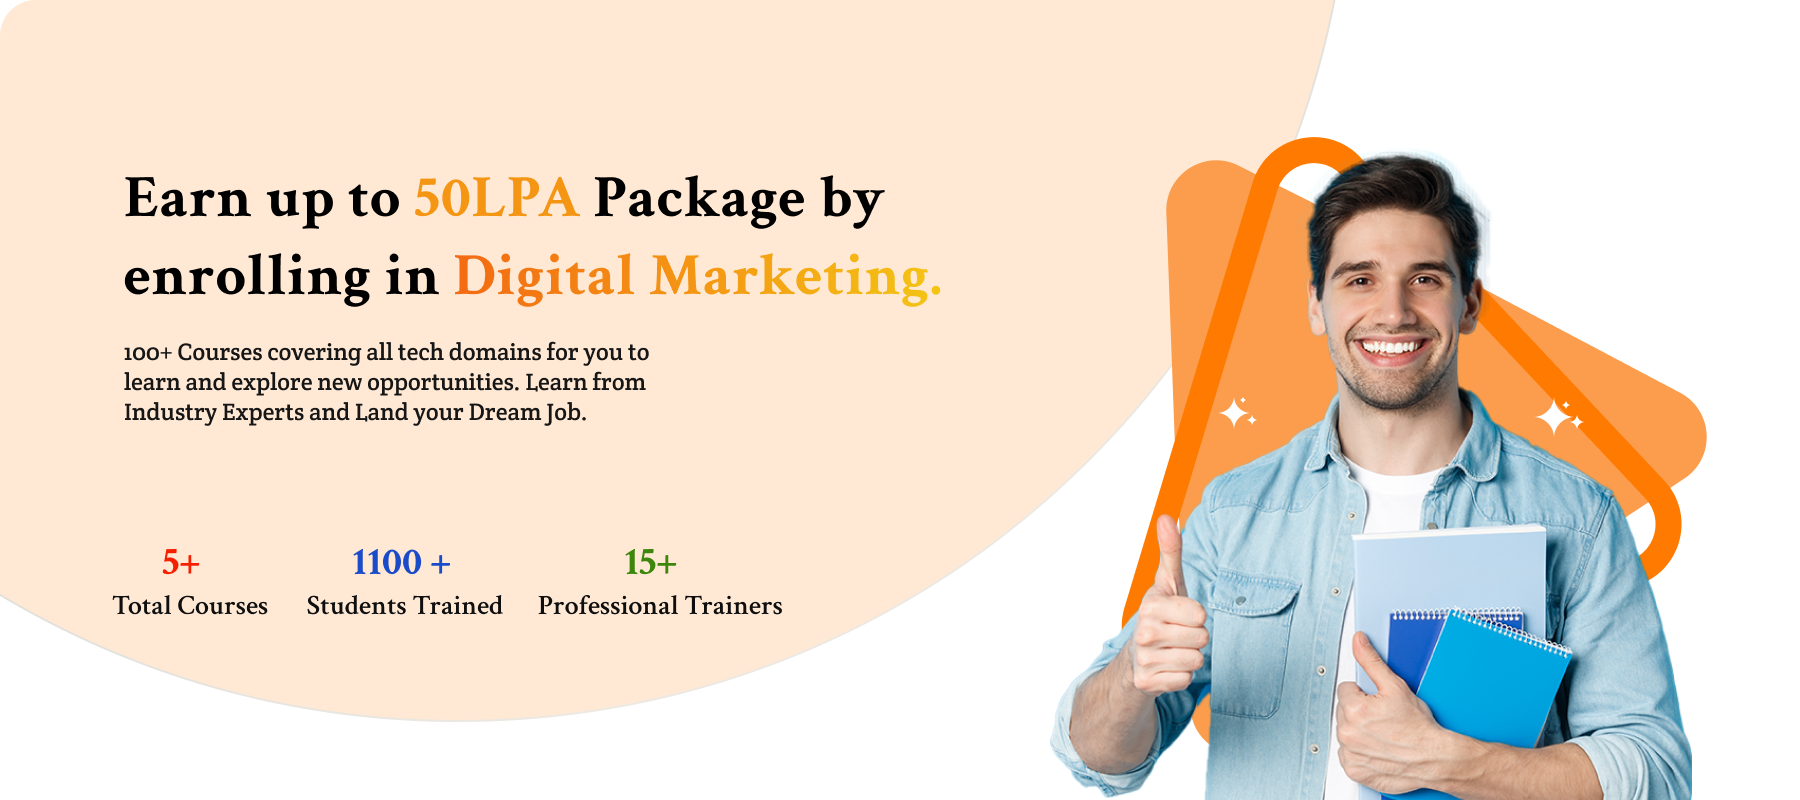 Earn up to 50LPA Package by
enrolling in Digital Marketing.
100+ Courses covering all tech domains for you to
learn and explore new opportunities. Learn from
Industry Experts and Land your Dream Job.
5+
Total Courses
1100 +
Students Trained
15+
Professional Trainers